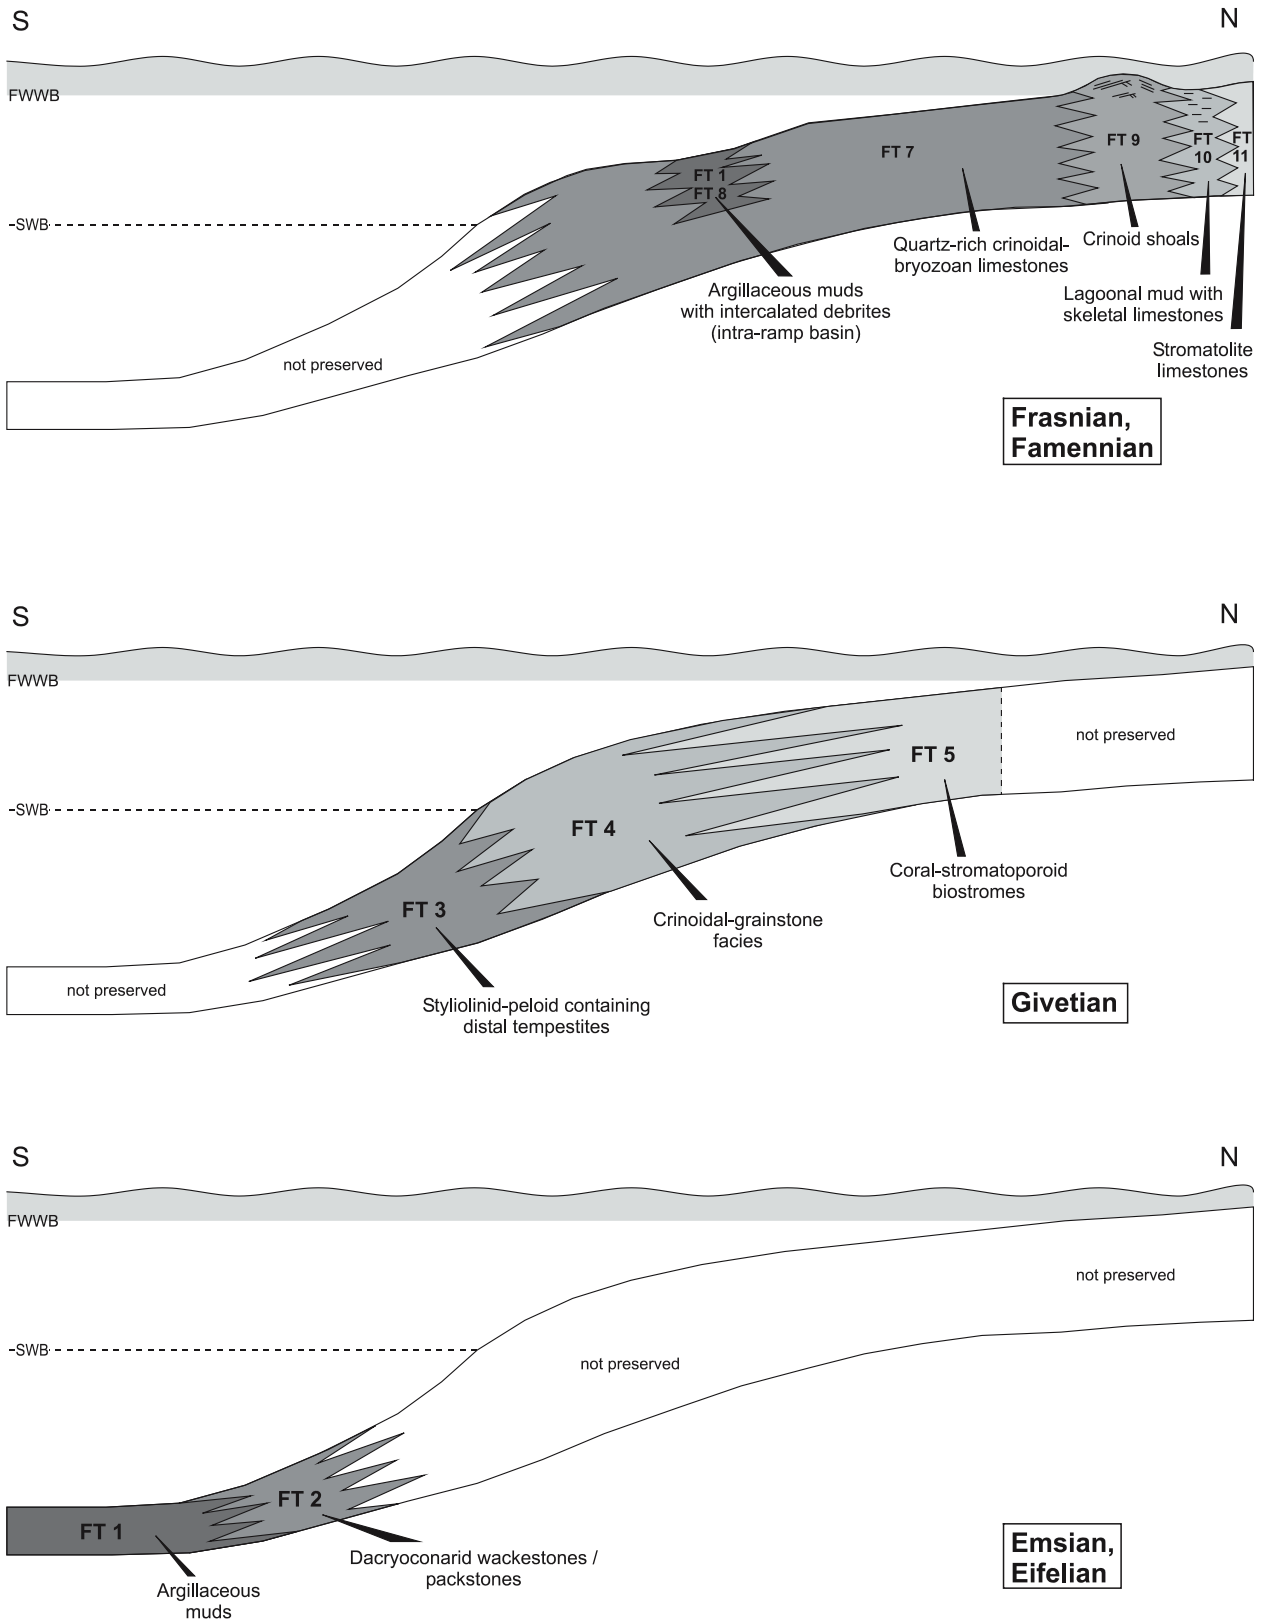 S
N
FWWB
FT 9
FT
10
FT
11
FT 7
FT 1
FT 8
SWB
Quartz-rich crinoidal-
bryozoan limestones
Crinoid shoals
Argillaceous muds
with intercalated debrites
(intra-ramp basin)
Lagoonal mud with
skeletal limestones
Stromatolite
limestones
not preserved
Frasnian,
Famennian
S
N
FWWB
not preserved
FT 5
SWB
FT 4
Coral-stromatoporoid
biostromes
FT 3
Crinoidal-grainstone
facies
not preserved
Styliolinid-peloid containing
distal tempestites
Givetian
S
N
FWWB
not preserved
SWB
not preserved
FT 2
FT 1
Dacryoconarid wackestones /
packstones
Argillaceous
muds
Emsian,
Eifelian